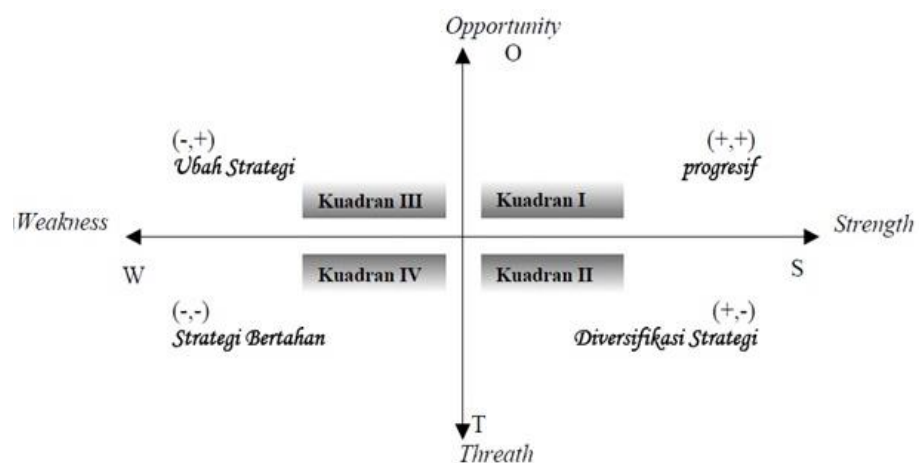 Opportunity
O
(-,+)
Ubah Strategi
(+,+)
progresif
Kuadran III
Kuadran I
Weakness
Strength
W
S
Kuadran IV
Kuadran II
(-,-)
Strategi Bertahan
(+,-)
Diversifikasi Strategi
T
Threath